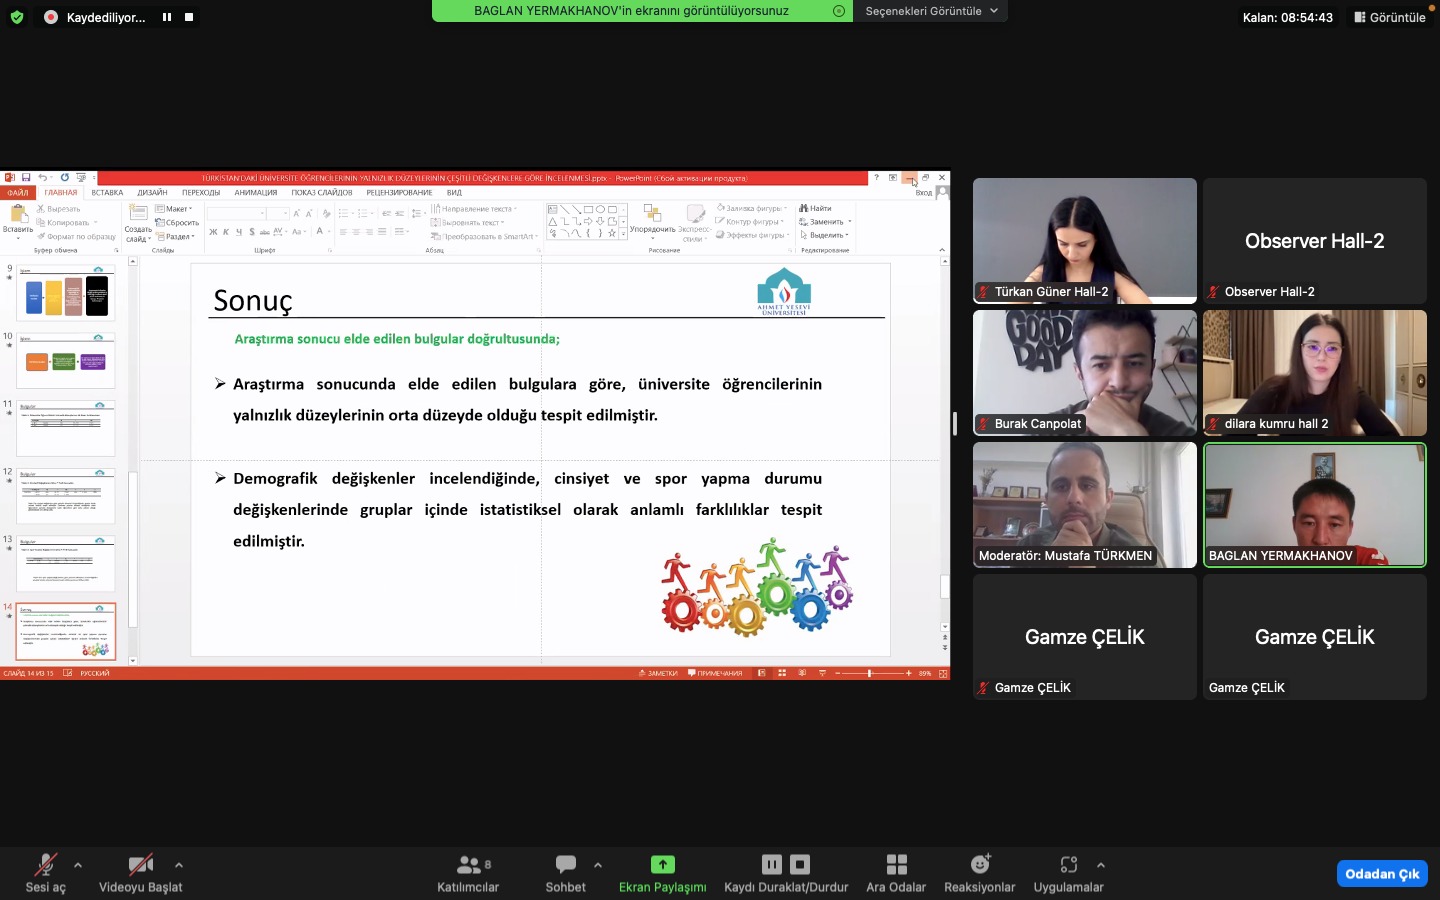 Kaydediliyor...
BAGLAN YERMAKHANOV'in ekranını görüntülüyorsunuz
Seçenekleri Görüntüle
Kalan: 08:54:43
Görüntüle
TÜRKİSTAN'DAKİ ÜNİVERSİTE ÖĞRENCİLERİNİN YALNIZLIK DÜZEYLERİNİN ÇEŞİTLİ DEĞİŞKENLERE GÖRE İNCELENMESİ.pptx - PowerPoint (Сбой активации продукта)
ФАЙЛ
ГЛАВНАЯ
ВСТАВКА
ДИЗАЙН
ПЕРЕХОДЫ
АНИМАЦИЯ
ПОКАЗ СЛАЙДОВ
РЕЦЕНЗИРОВАНИЕ
ВИД
Вход
Вставить
Вырезать
Копировать
Формат по образцу
Буфер обмена
Создать слайд
Макет
Сбросить
Раздел
Слайды
Шрифт
Направление текста
Выровнять текст
Преобразовать в SmartArt
Абзац
Упорядочить
Экспресс-стили
Заливка фигуры
Контур фигуры
Эффекты фигуры
Рисование
Найти
Заменить
Выделить
Редактирование
9
10
11
12
13
14
Sonuç
AHMET YESEVİ
ÜNİVERSİTESİ
Araştırma sonucu elde edilen bulgular doğrultusunda;
➢ Araştırma sonucunda elde edilen bulgulara göre, üniversite öğrencilerinin
yalnızlık düzeylerinin orta düzeyde olduğu tespit edilmiştir.
➢ Demografik değişkenler incelendiğinde, cinsiyet ve spor yapma durumu
değişkenlerinde gruplar içinde istatistiksel olarak anlamlı farklılıklar tespit
edilmiştir.
СЛАЙД 14 ИЗ 15
РУССКИЙ
ЗАМЕТКИ
ПРИМЕЧАНИЯ
89%
Türkan Güner Hall-2
Observer Hall-2
Observer Hall-2
GOOD
DAY
Burak Canpolat
dilara kumru hall 2
Moderatör: Mustafa TÜRKMEN
BAGLAN YERMAKHANOV
Gamze ÇELİK
Gamze ÇELİK
Gamze ÇELİK
Gamze ÇELİK
Sesi aç
Videoyu Başlat
8
Katılımcılar
Sohbet
Ekran Paylaşımı
Kaydı Duraklat/Durdur
Ara Odalar
Reaksiyonlar
Uygulamalar
Odadan Çık